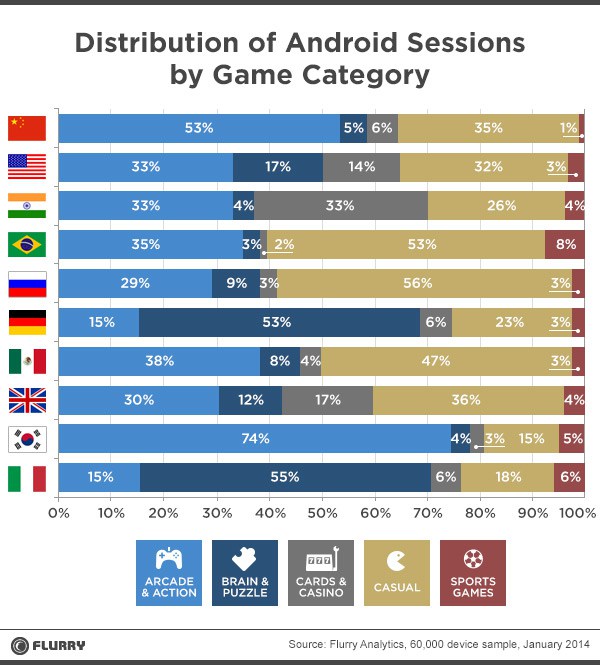 Distribution of Android Sessions
by Game Category
53% 5% 6% 35% 1%
33% 17% 14% 32% 3%
33% 4% 33% 26% 4%
35% 3% 2% 53% 8%
29% 9% 3% 56% 3%
15% 53% 6% 23% 3%
38% 8% 4% 47% 3%
30% 12% 17% 36% 4%
74% 4% 3% 15% 5%
15% 55% 6% 18% 6%
0% 10% 20% 30% 40% 50% 60% 70% 80% 90% 100%
777
ARCADE
& ACTION
BRAIN &
PUZZLE
CARDS &
CASINO
CASUAL
SPORTS
GAMES
FLURRY
Source: Flurry Analytics, 60,000 device sample, January 2014